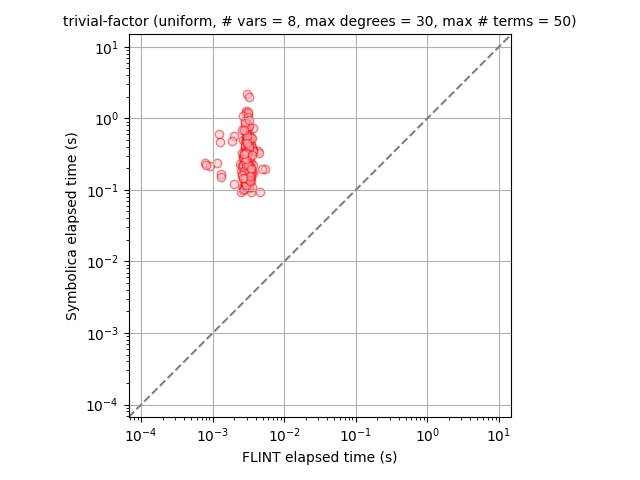 trivial-factor (uniform, # vars = 8, max degrees = 30, max # terms = 50)
Symbolica elapsed time (s)
10¹
10⁰
10⁻¹
10⁻²
10⁻³
10⁻⁴
10⁻⁴ 10⁻³ 10⁻² 10⁻¹ 10⁰ 10¹
FLINT elapsed time (s)